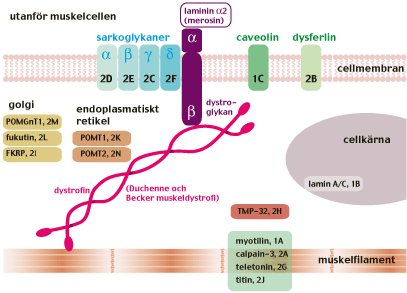 utanför muskelcellen
laminin α2
(merosin)
sarkoglykaner
caveolin
dysferlin
α
β
γ
δ
α
2D
2E
2C
2F
1C
2B
cellmembran
golgi
POMGnT1, 2M
fukutin, 2L
FKRP, 2I
endoplasmatiskt
retikel
POMT1, 2K
POMT2, 2N
β
dystro-
glykan
cellkärna
lamin A/C, 1B
dystrofin
(Duchenne och
Becker muskeldystrofi)
TMP-32, 2H
myotilin, 1A
calpain-3, 2A
teletonin, 2G
titin, 2J
muskelfilament